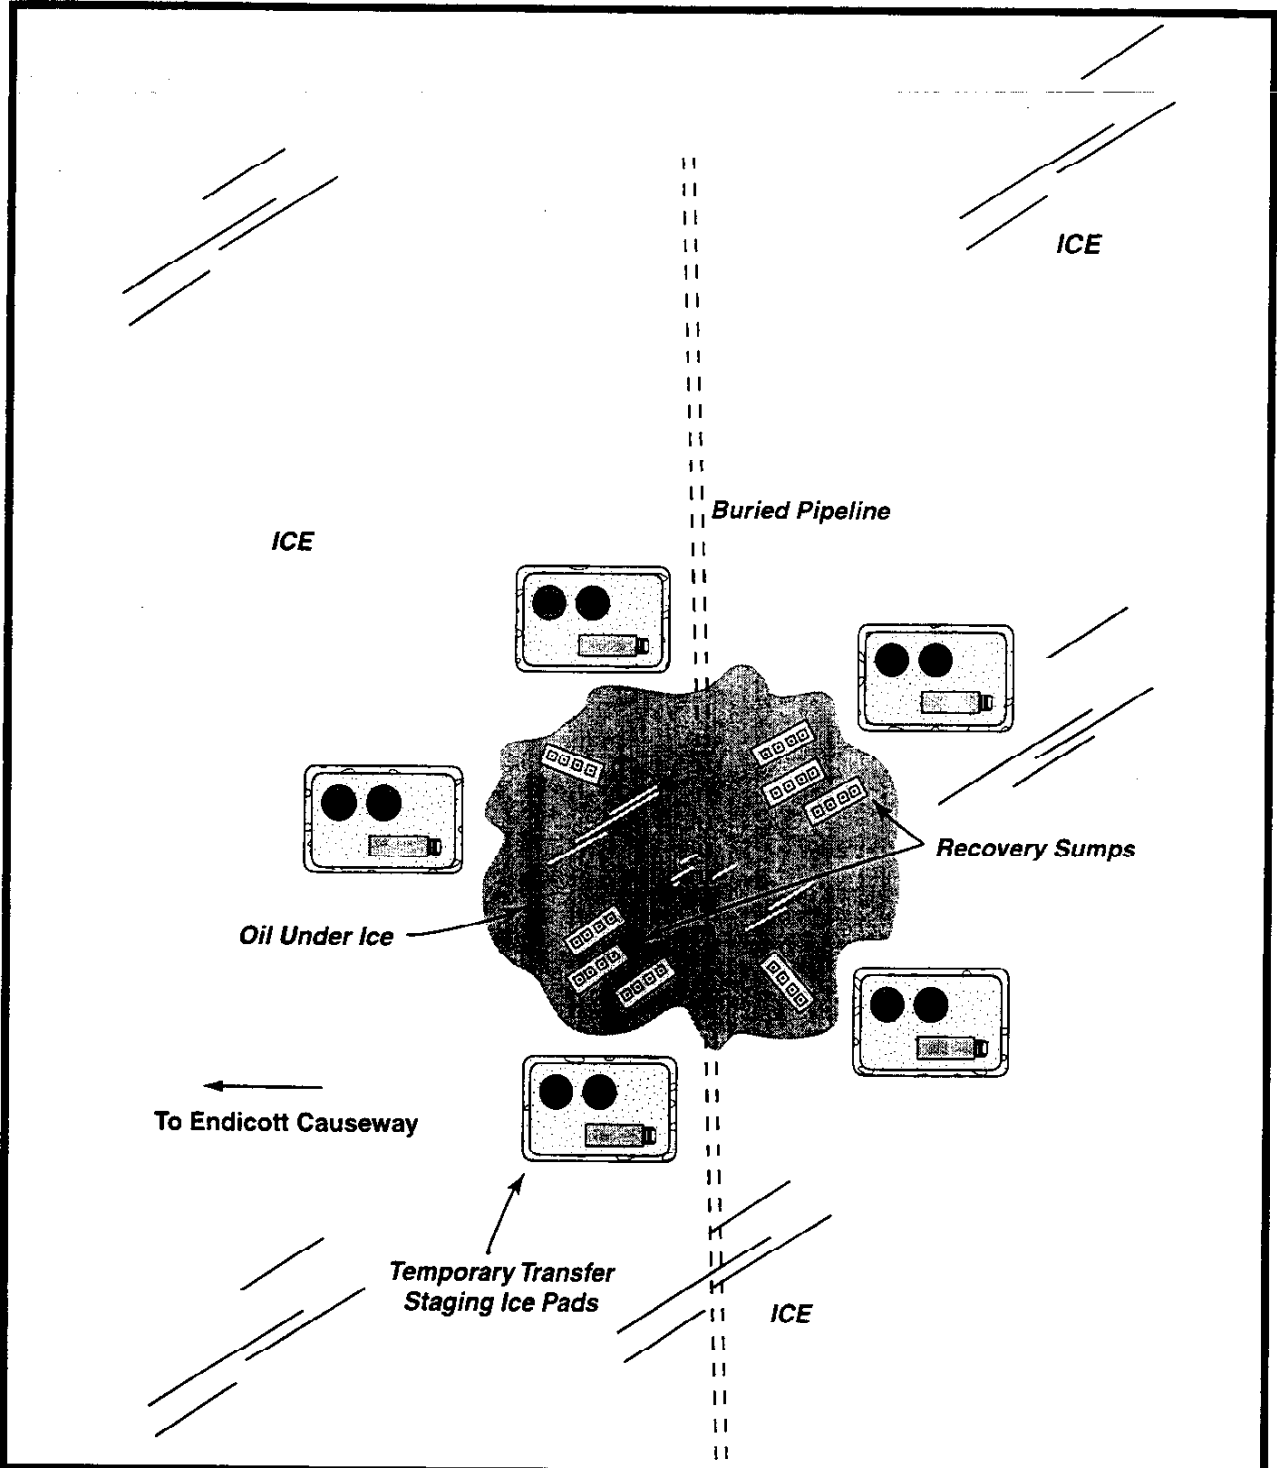 ICE
Buried Pipeline
ICE
Recovery Sumps
Oil Under Ice
To Endicott Causeway
Temporary Transfer
Staging Ice Pads
ICE